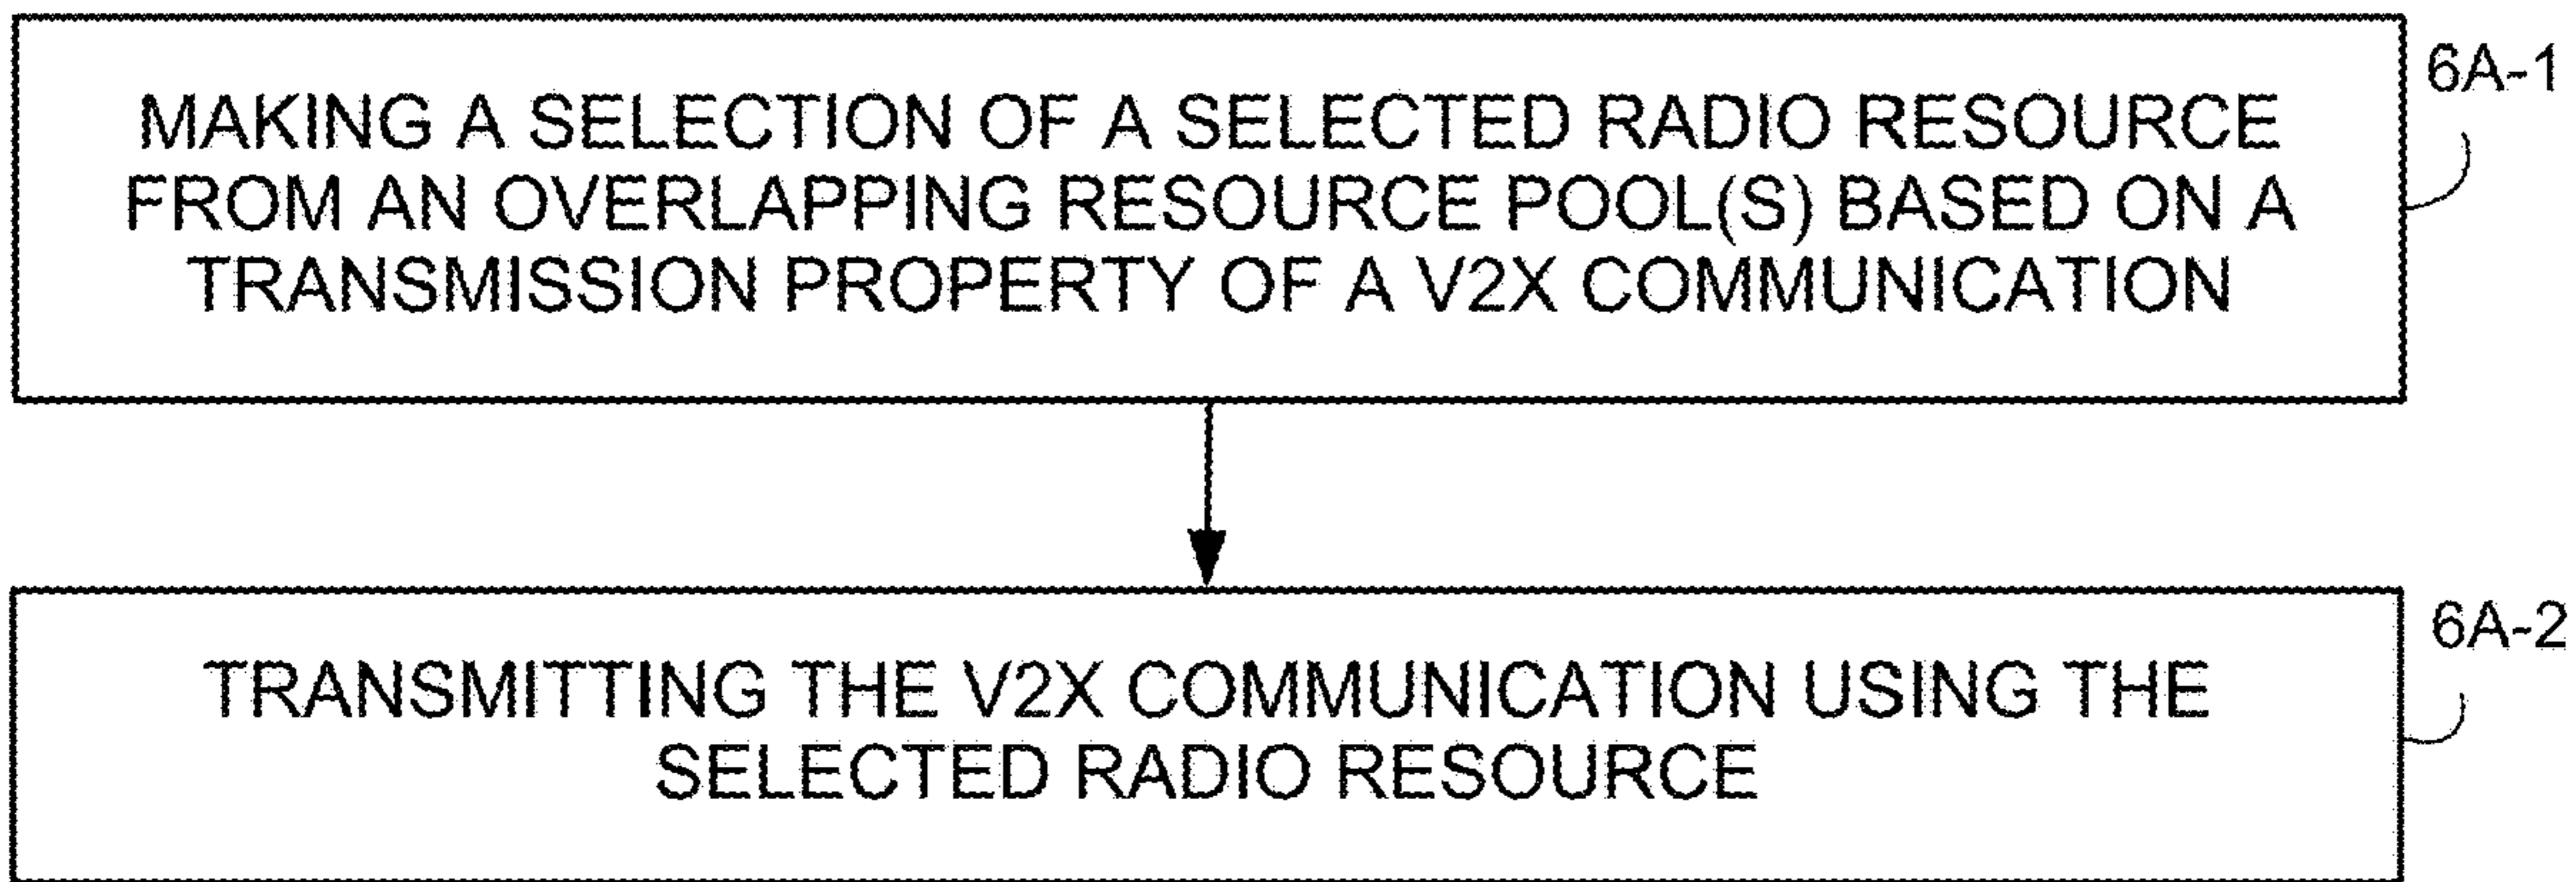 MAKING A SELECTION OF A SELECTED RADIO RESOURCE
FROM AN OVERLAPPING RESOURCE POOL(S) BASED ON A
TRANSMISSION PROPERTY OF A V2X COMMUNICATION
6A-1
TRANSMITTING THE V2X COMMUNICATION USING THE
SELECTED RADIO RESOURCE
6A-2